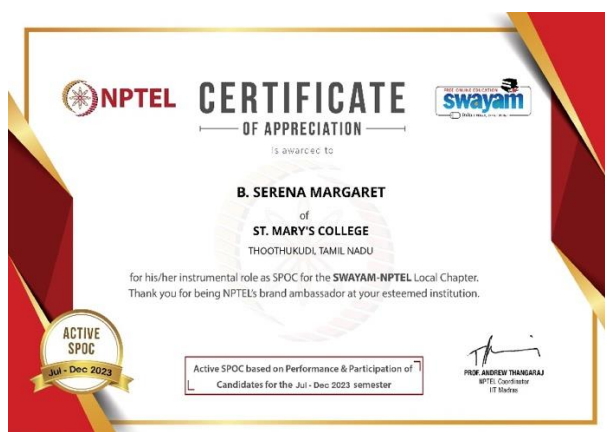 NPTEL
CERTIFICATE
OF APPRECIATION
Is awarded to
FREE ONLINE EDUCATION
swayam
B. SERENA MARGARET
of
ST. MARY'S COLLEGE
THOOTHUKUDI, TAMIL NADU
for his/her instrumental role as SPOC for the SWAYAM-NPTEL Local Chapter.
Thank you for being NPTEL's brand ambassador at your esteemed institution.
ACTIVE
SPOC
Jul - Dec 2023
Active SPOC based on Performance & Participation of
Candidates for the Jul - Dec 2023 semester
PROF. ANDREW THANGARAJ
NPTEL Coordinator
IIT Madras